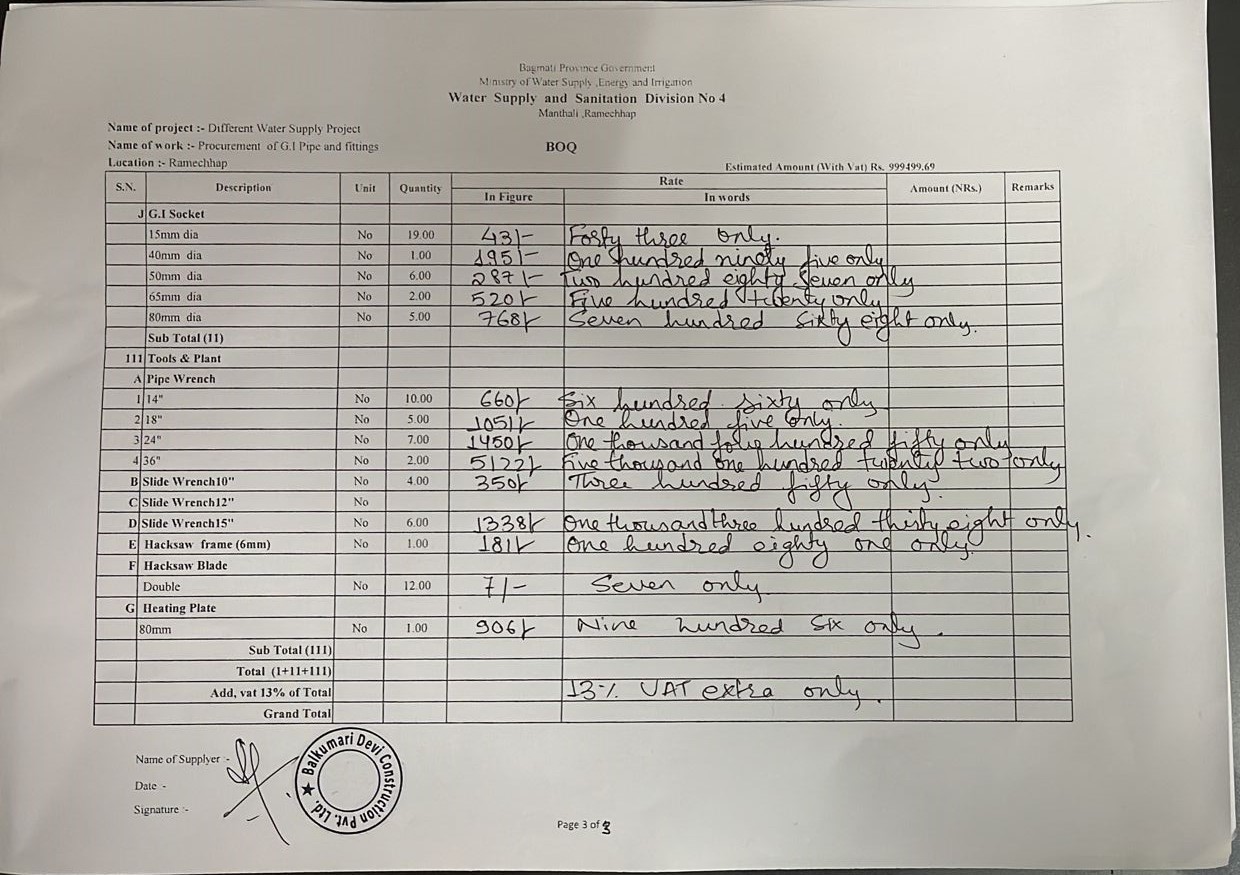 Bagmati Province Government
Ministry of Water Supply ,Energy and Irrigation
Water Supply and Sanitation Division No 4
Manthali ,Ramechhap
Name of project :- Different Water Supply Project
Name of work :- Procurement of G.I Pipe and fittings BOQ
Location :- Ramechhap Estimated Amount (With Vat) Rs. 999499.69
S.N. Description Unit Quantity Rate Amount (NRs.) Remarks
In Figure In words
J G.I Socket
15mm dia No 19.00 43/- Forty three only.
40mm dia No 1.00 195/- One hundred ninety five only
50mm dia No 6.00 287/- Two hundred eighty seven only
65mm dia No 2.00 520/- Five hundred twenty only
80mm dia No 5.00 768/- Seven hundred sixty eight only.
Sub Total (11)
111 Tools & Plant
A Pipe Wrench
1 14" No 10.00 660/- Six hundred sixty only
2 18" No 5.00 1051/- One hundred five only.
3 24" No 7.00 1450/- One thousand four hundred fifty only
4 36" No 2.00 5122/- Five thousand one hundred twenty two only
B Slide Wrench10" 4.00 350/- Three hundred fifty only.
C Slide Wrench12" No
D Slide Wrench15" No 6.00 1338/- One thousand three hundred thirty eight only.
E Hacksaw frame (6mm) No 1.00 181/- One hundred eighty one only.
F Hacksaw Blade
Double No 12.00 7/- Seven only
G Heating Plate
80mm No 1.00 906/- Nine hundred six only.
Sub Total (111)
Total (1+11+111)
Add, vat 13% of Total 13% VAT extra only.
Grand Total
Name of Supplyer -
Date -
Signature :-
Balkumari Devi Construction Pvt. Ltd.
Page 3 of 3